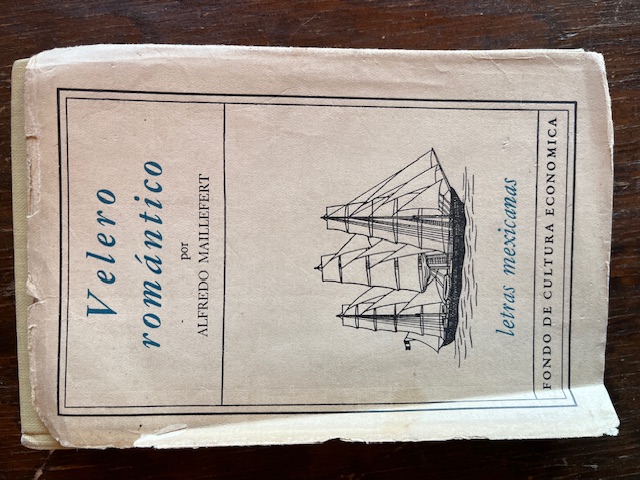 Velero
romántico
por
ALFREDO MAILLEFERT
letras mexicanas
FONDO DE CULTURA ECONOMICA